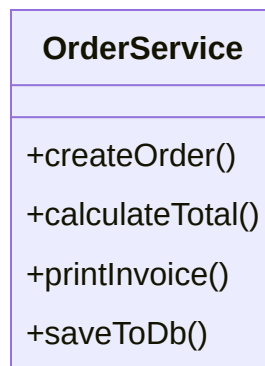 OrderService
+createOrder()
+calculateTotal()
+printInvoice()
+saveToDb()